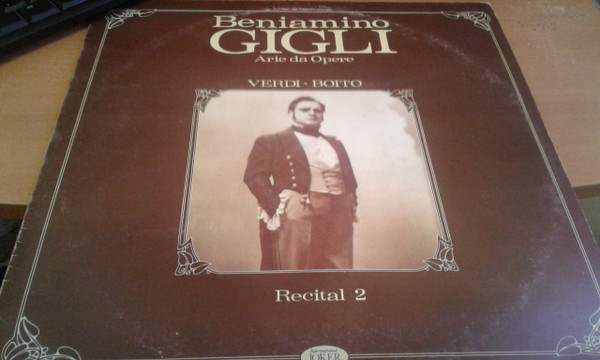 Beniamino
GIGLI
Arie da Opere
VERDI - BOITO
Recital 2
JOKER